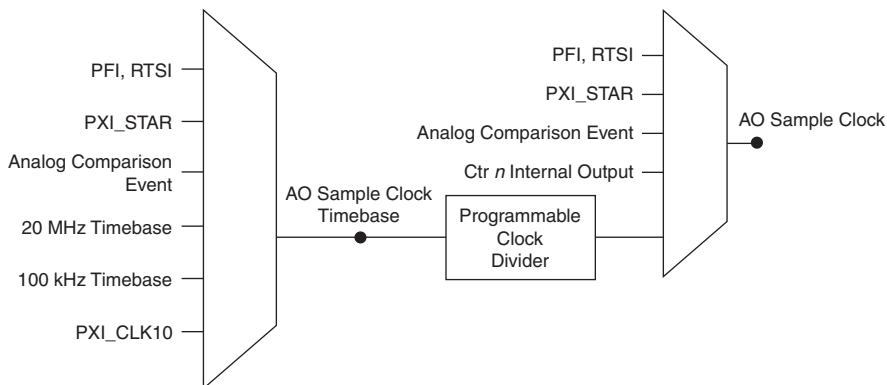 PFI, RTSI
PXI_STAR
Analog Comparison
Event
20 MHz Timebase
100 kHz Timebase
PXI_CLK10
AO Sample Clock
Timebase
Programmable
Clock
Divider
PFI, RTSI
PXI_STAR
Analog Comparison Event
Ctr n Internal Output
AO Sample Clock